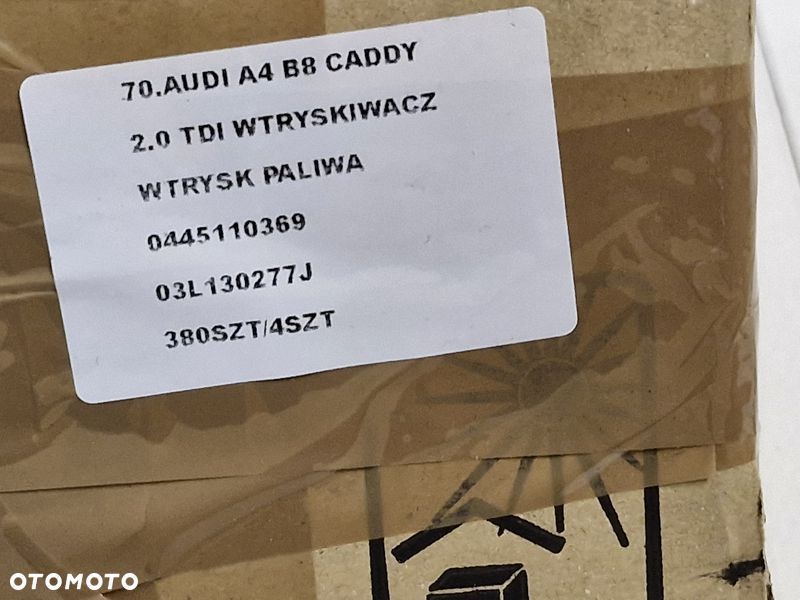 70.AUDI A4 B8 CADDY
2.0 TDI WTRYSKIWACZ
WTRYSK PALIWA
0445110369
03L130277J
380SZT/4SZT
OTOMOTO